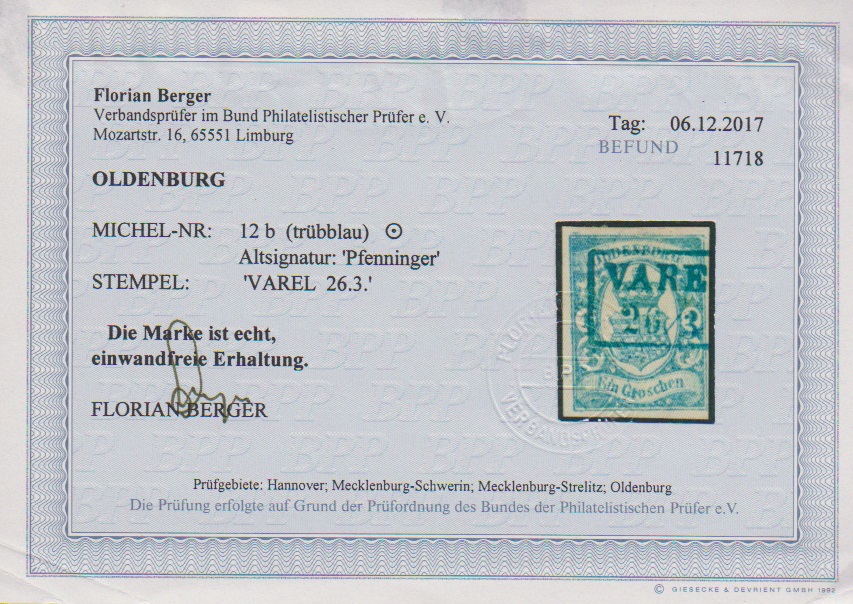 Florian Berger
Verbandsprüfer im Bund Philatelistischer Prüfer e. V.
Mozartstr. 16, 65551 Limburg
Tag: 06.12.2017
BEFUND
11718
OLDENBURG
MICHEL-NR: 12 b (trübblau) ⊙
Altsignatur: 'Pfenninger'
STEMPEL: 'VAREL 26.3.'
Die Marke ist echt,
einwandfreie Erhaltung.
FLORIAN BERGER
OLDENBURG
VARE
26 3
Ein Groschen
VERBANDSPRÜFER
Prüfgebiete: Hannover; Mecklenburg-Schwerin; Mecklenburg-Strelitz; Oldenburg
Die Prüfung erfolgte auf Grund der Prüfordnung des Bundes der Philatelistischen Prüfer e.V.
© GIESECKE & DEVRIENT GMBH 1992